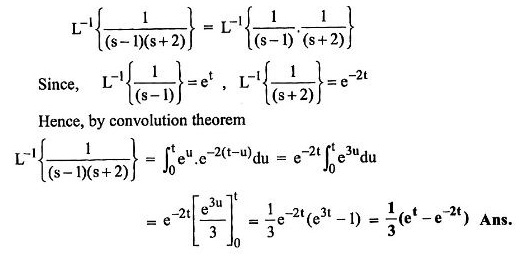 L⁻¹{1/((s−1)(s+2))} = L⁻¹{1/(s−1) · 1/(s+2)}
Since, L⁻¹{1/(s−1)} = eᵗ , L⁻¹{1/(s+2)} = e⁻²ᵗ
Hence, by convolution theorem
L⁻¹{1/((s−1)(s+2))} = ∫₀ᵗ eᵘ.e⁻²⁽ᵗ⁻ᵘ⁾du = e⁻²ᵗ ∫₀ᵗ e³ᵘdu
= e⁻²ᵗ[e³ᵘ/3]₀ᵗ = 1/3 e⁻²ᵗ(e³ᵗ − 1) = 1/3(eᵗ − e⁻²ᵗ) Ans.